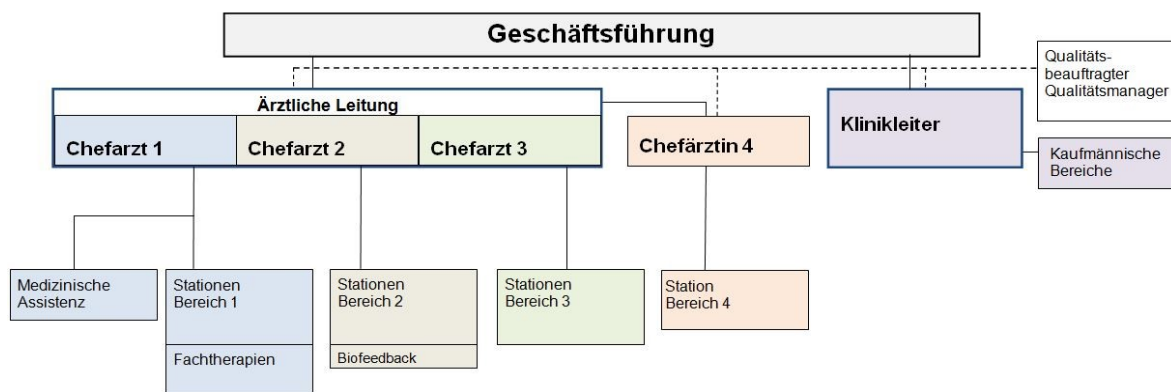 Geschäftsführung
Qualitäts-
beauftragter
Qualitätsmanager
Ärztliche Leitung
Chefarzt 1
Chefarzt 2
Chefarzt 3
Chefärztin 4
Klinikleiter
Kaufmännische
Bereiche
Medizinische
Assistenz
Stationen
Bereich 1
Fachtherapien
Stationen
Bereich 2
Biofeedback
Stationen
Bereich 3
Station
Bereich 4